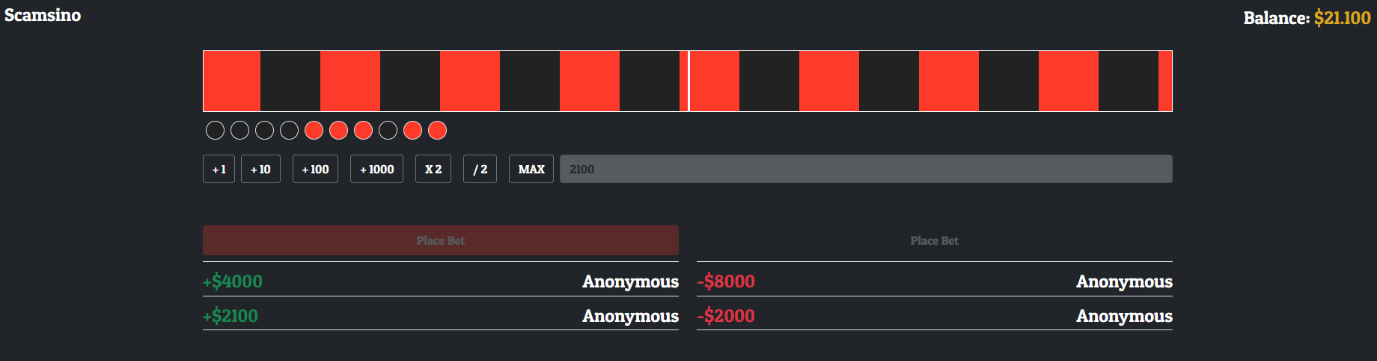 Scamsino
Balance: $21.100
+ 1 + 10 + 100 + 1000 X 2 / 2 MAX 2100
Place Bet Place Bet
+$4000 Anonymous -$8000 Anonymous
+$2100 Anonymous -$2000 Anonymous